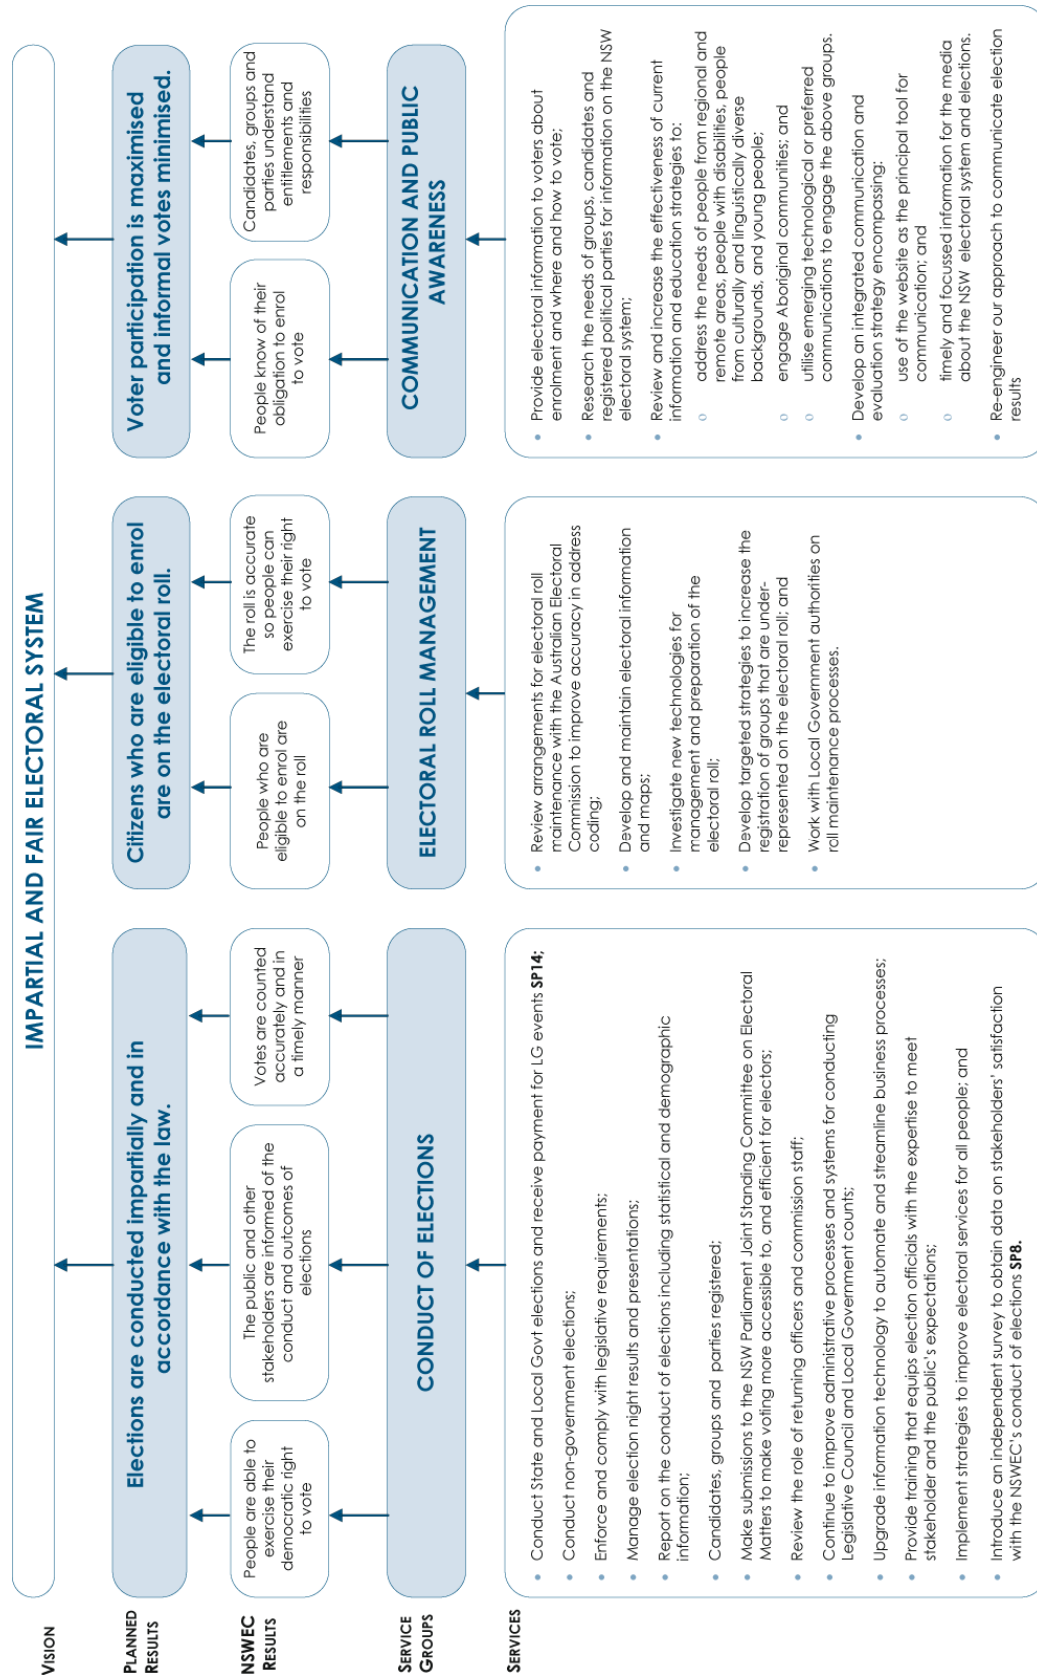 VISION
IMPARTIAL AND FAIR ELECTORAL SYSTEM
PLANNED
RESULTS
Elections are conducted impartially and in
accordance with the law.
Citizens who are eligible to enrol
are on the electoral roll.
Voter participation is maximised
and informal votes minimised.
NSWEC
RESULTS
People are able to
exercise their
democratic right
to vote
The public and other
stakeholders are informed of the
conduct and outcomes of
elections
Votes are counted
accurately and in
a timely manner
People who are
eligible to enrol are
on the roll
The roll is accurate
so people can
exercise their right
to vote
People know of their
obligation to enrol
to vote
Candidates, groups and
parties understand
entitlements and
responsibilities
SERVICE
GROUPS
CONDUCT OF ELECTIONS
ELECTORAL ROLL MANAGEMENT
COMMUNICATION AND PUBLIC
AWARENESS
SERVICES
• Conduct State and Local Govt elections and receive payment for LG events SP14;
• Conduct non-government elections;
• Enforce and comply with legislative requirements;
• Manage election night results and presentations;
• Report on the conduct of elections including statistical and demographic
information;
• Candidates, groups and parties registered;
• Make submissions to the NSW Parliament Joint Standing Committee on Electoral
Matters to make voting more accessible to, and efficient for electors;
• Review the role of returning officers and commission staff;
• Continue to improve administrative processes and systems for conducting
Legislative Council and Local Government counts;
• Upgrade information technology to automate and streamline business processes;
• Provide training that equips election officials with the expertise to meet
stakeholder and the public's expectations;
• Implement strategies to improve electoral services for all people; and
• Introduce an independent survey to obtain data on stakeholders' satisfaction
with the NSWEC's conduct of elections SP8.
• Review arrangements for electoral roll
maintenance with the Australian Electoral
Commission to improve accuracy in address
coding;
• Develop and maintain electoral information
and maps;
• Investigate new technologies for
management and preparation of the
electoral roll;
• Develop targeted strategies to increase the
registration of groups that are under-
represented on the electoral roll; and
• Work with Local Government authorities on
roll maintenance processes.
• Provide electoral information to voters about
enrolment and where and how to vote;
• Research the needs of groups, candidates and
registered political parties for information on the NSW
electoral system;
• Review and increase the effectiveness of current
information and education strategies to:
o address the needs of people from regional and
remote areas, people with disabilities, people
from culturally and linguistically diverse
backgrounds, and young people;
o engage Aboriginal communities; and
o utilise emerging technological or preferred
communications to engage the above groups.
• Develop an integrated communication and
evaluation strategy encompassing:
o use of the website as the principal tool for
communication; and
o timely and focussed information for the media
about the NSW electoral system and elections.
• Re-engineer our approach to communicate election
results